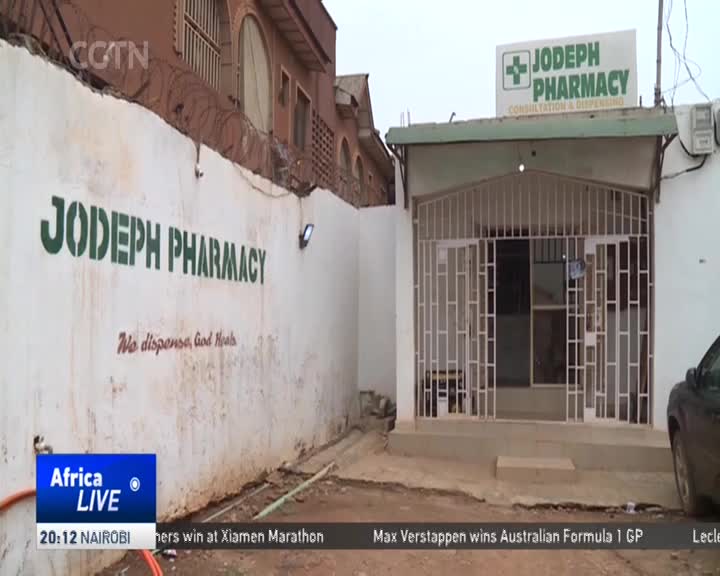 CGTN
JODEPH
PHARMACY
CONSULTATION & DISPENSING
JODEPH PHARMACY
We dispense, God Heals
Africa
LIVE
20:12 NAIROBI
hers win at Xiamen Marathon Max Verstappen wins Australian Formula 1 GP Lecle